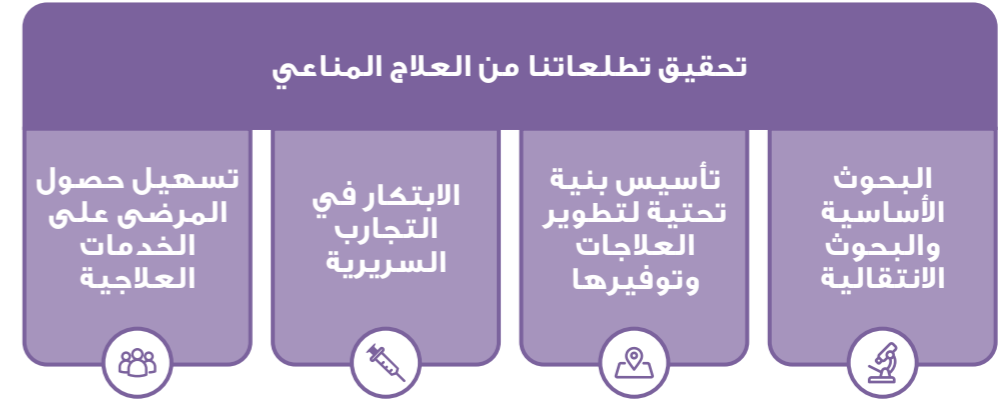 تحقيق تطلعاتنا من العلاج المناعي
البحوث
الأساسية
والبحوث
الانتقالية
تأسيس بنية
تحتية لتطوير
العلاجات
وتوفيرها
الابتكار في
التجارب
السريرية
تسهيل حصول
المرضى على
الخدمات
العلاجية